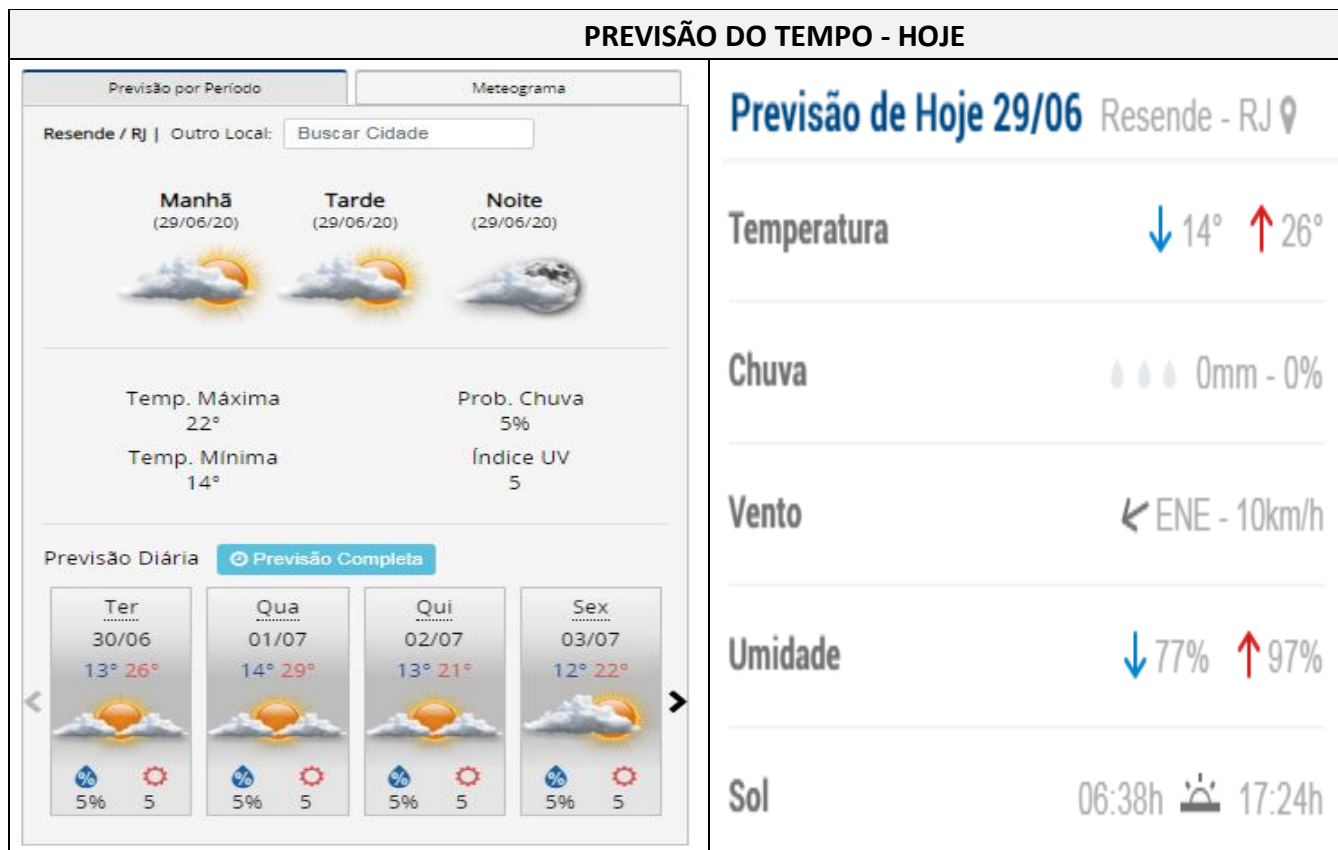 PREVISÃO DO TEMPO - HOJE
Previsão por Período
Meteograma
Resende / RJ | Outro Local: Buscar Cidade
Manhã Tarde Noite
(29/06/20) (29/06/20) (29/06/20)
Temp. Máxima Prob. Chuva
22° 5%
Temp. Mínima Índice UV
14° 5
Previsão Diária Previsão Completa
Ter Qua Qui Sex
30/06 01/07 02/07 03/07
13° 26° 14° 29° 13° 21° 12° 22°
% % % %
5% 5 5% 5 5% 5 5% 5
Previsão de Hoje 29/06 Resende - RJ
Temperatura 14° 26°
Chuva 0mm - 0%
Vento ENE - 10km/h
Umidade 77% 97%
Sol 06:38h 17:24h